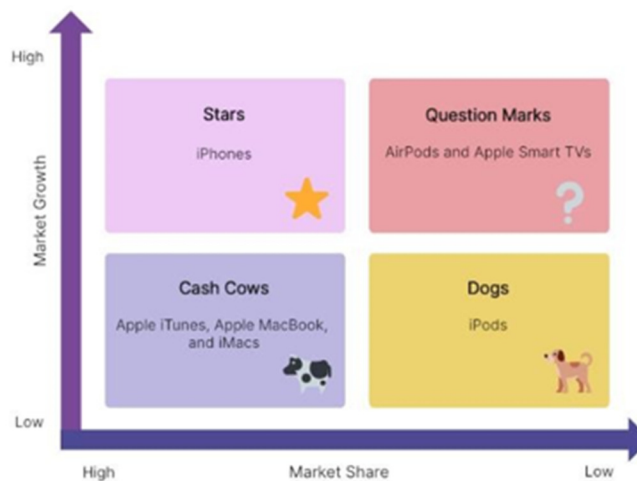 High
Market Growth
Low
Stars
iPhones
Question Marks
AirPods and Apple Smart TVs
?
Cash Cows
Apple iTunes, Apple MacBook,
and iMacs
Dogs
iPods
High
Market Share
Low